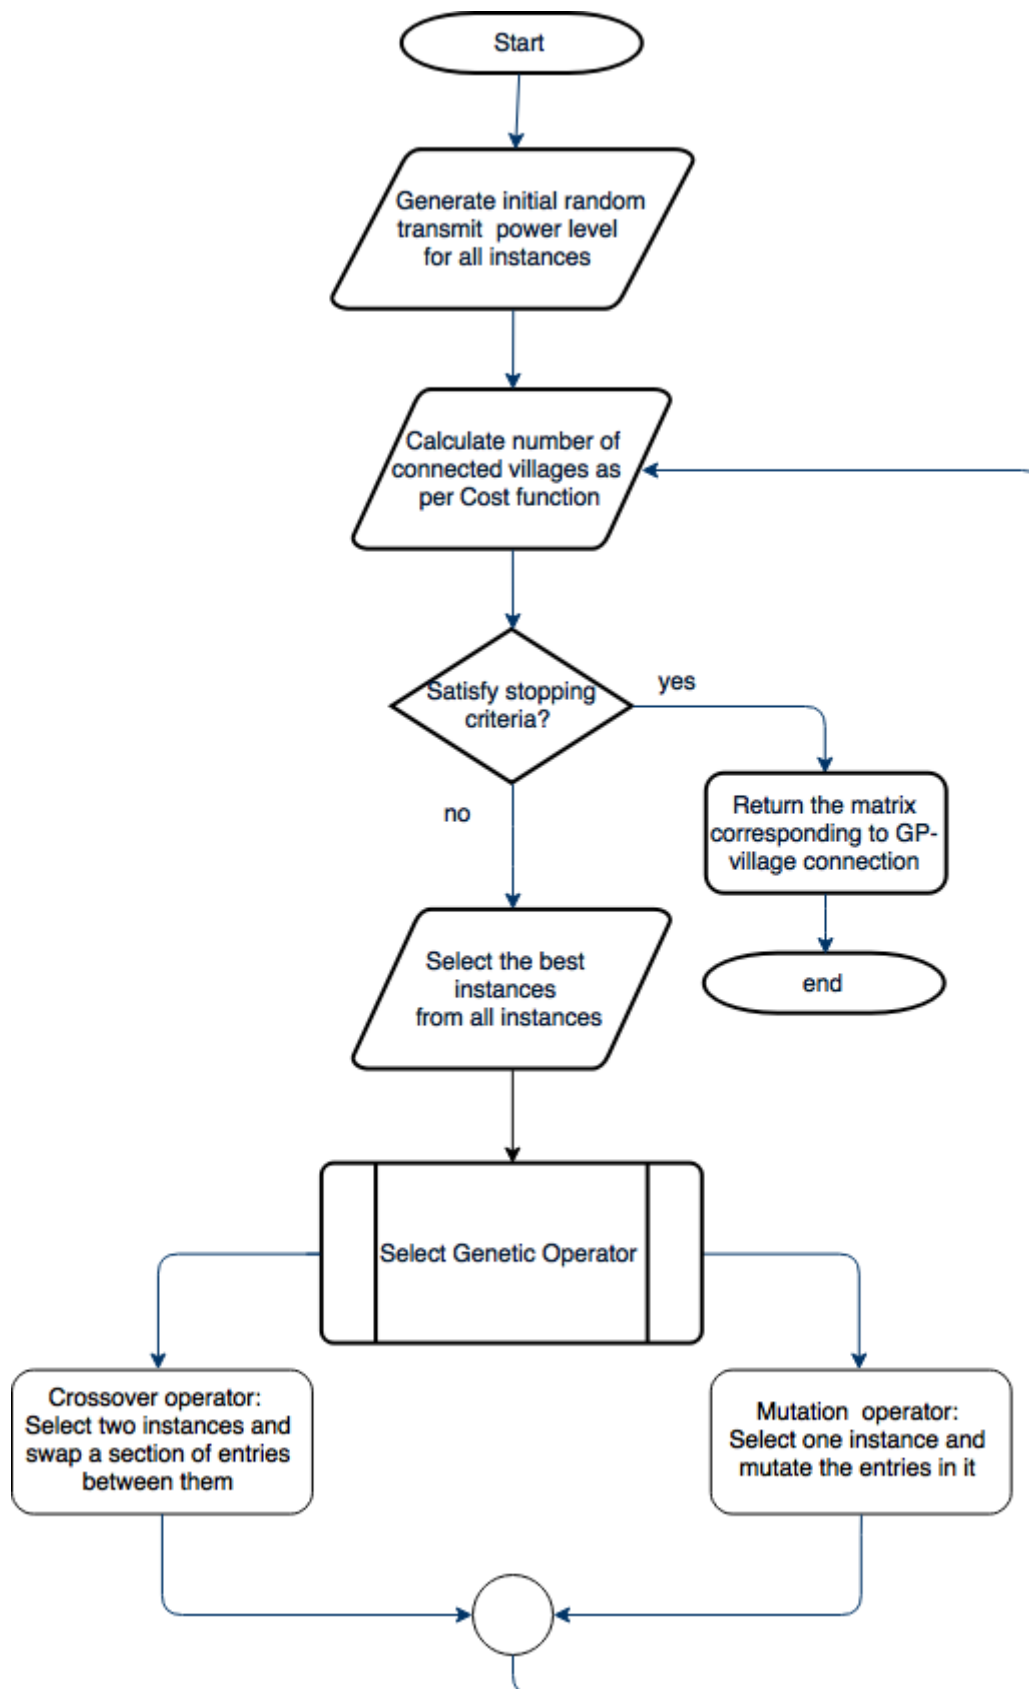 Start
Generate initial random
transmit power level
for all instances
Calculate number of
connected villages as
per Cost function
Satisfy stopping
criteria?
yes
no
Return the matrix
corresponding to GP-
village connection
end
Select the best
instances
from all instances
Select Genetic Operator
Crossover operator:
Select two instances and
swap a section of entries
between them
Mutation operator:
Select one instance and
mutate the entries in it